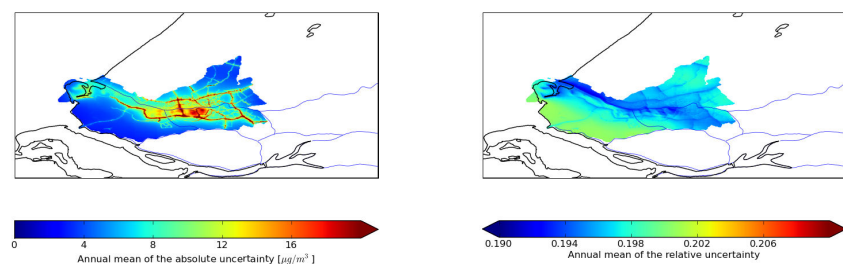 0 4 8 12 16
Annual mean of the absolute uncertainty [μg/m³ ]
0.190 0.194 0.198 0.202 0.206
Annual mean of the relative uncertainty